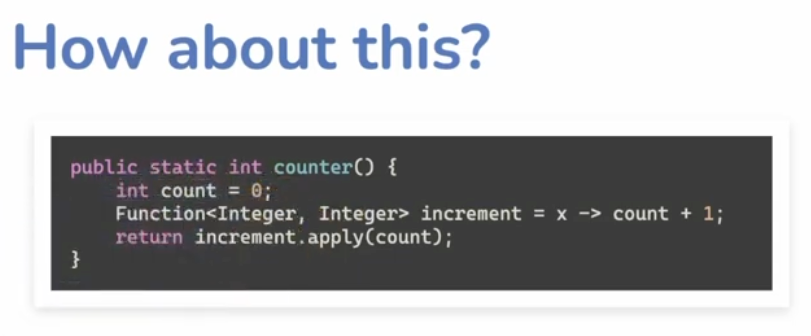 How about this?
public static int counter() {
    int count = 0;
    Function<Integer, Integer> increment = x -> count + 1;
    return increment.apply(count);
}